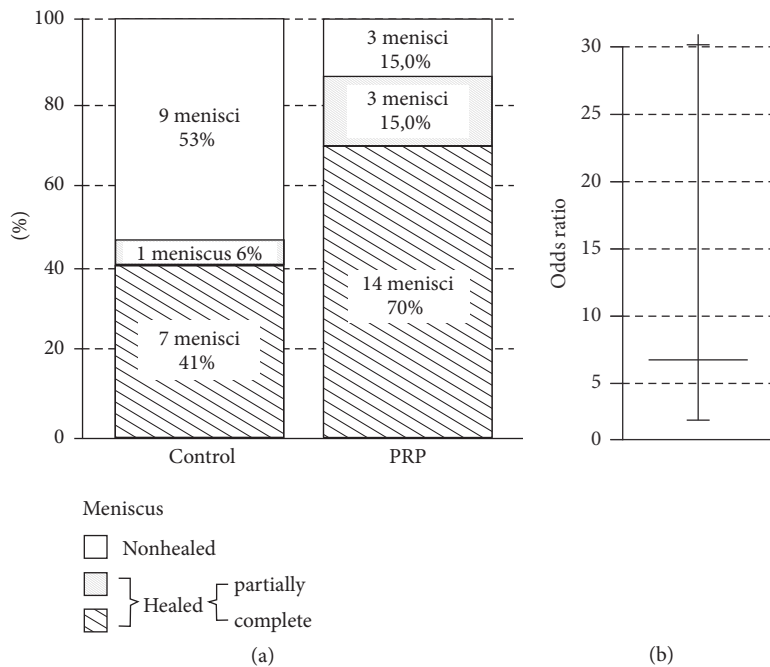 100
80
60
40
20
0
(%)
9 menisci
53%
1 meniscus 6%
7 menisci
41%
3 menisci
15,0%
3 menisci
15,0%
14 menisci
70%
Control
PRP
Meniscus
Nonhealed
Healed
partially
complete
(a)
30
25
20
15
10
5
0
Odds ratio
(b)